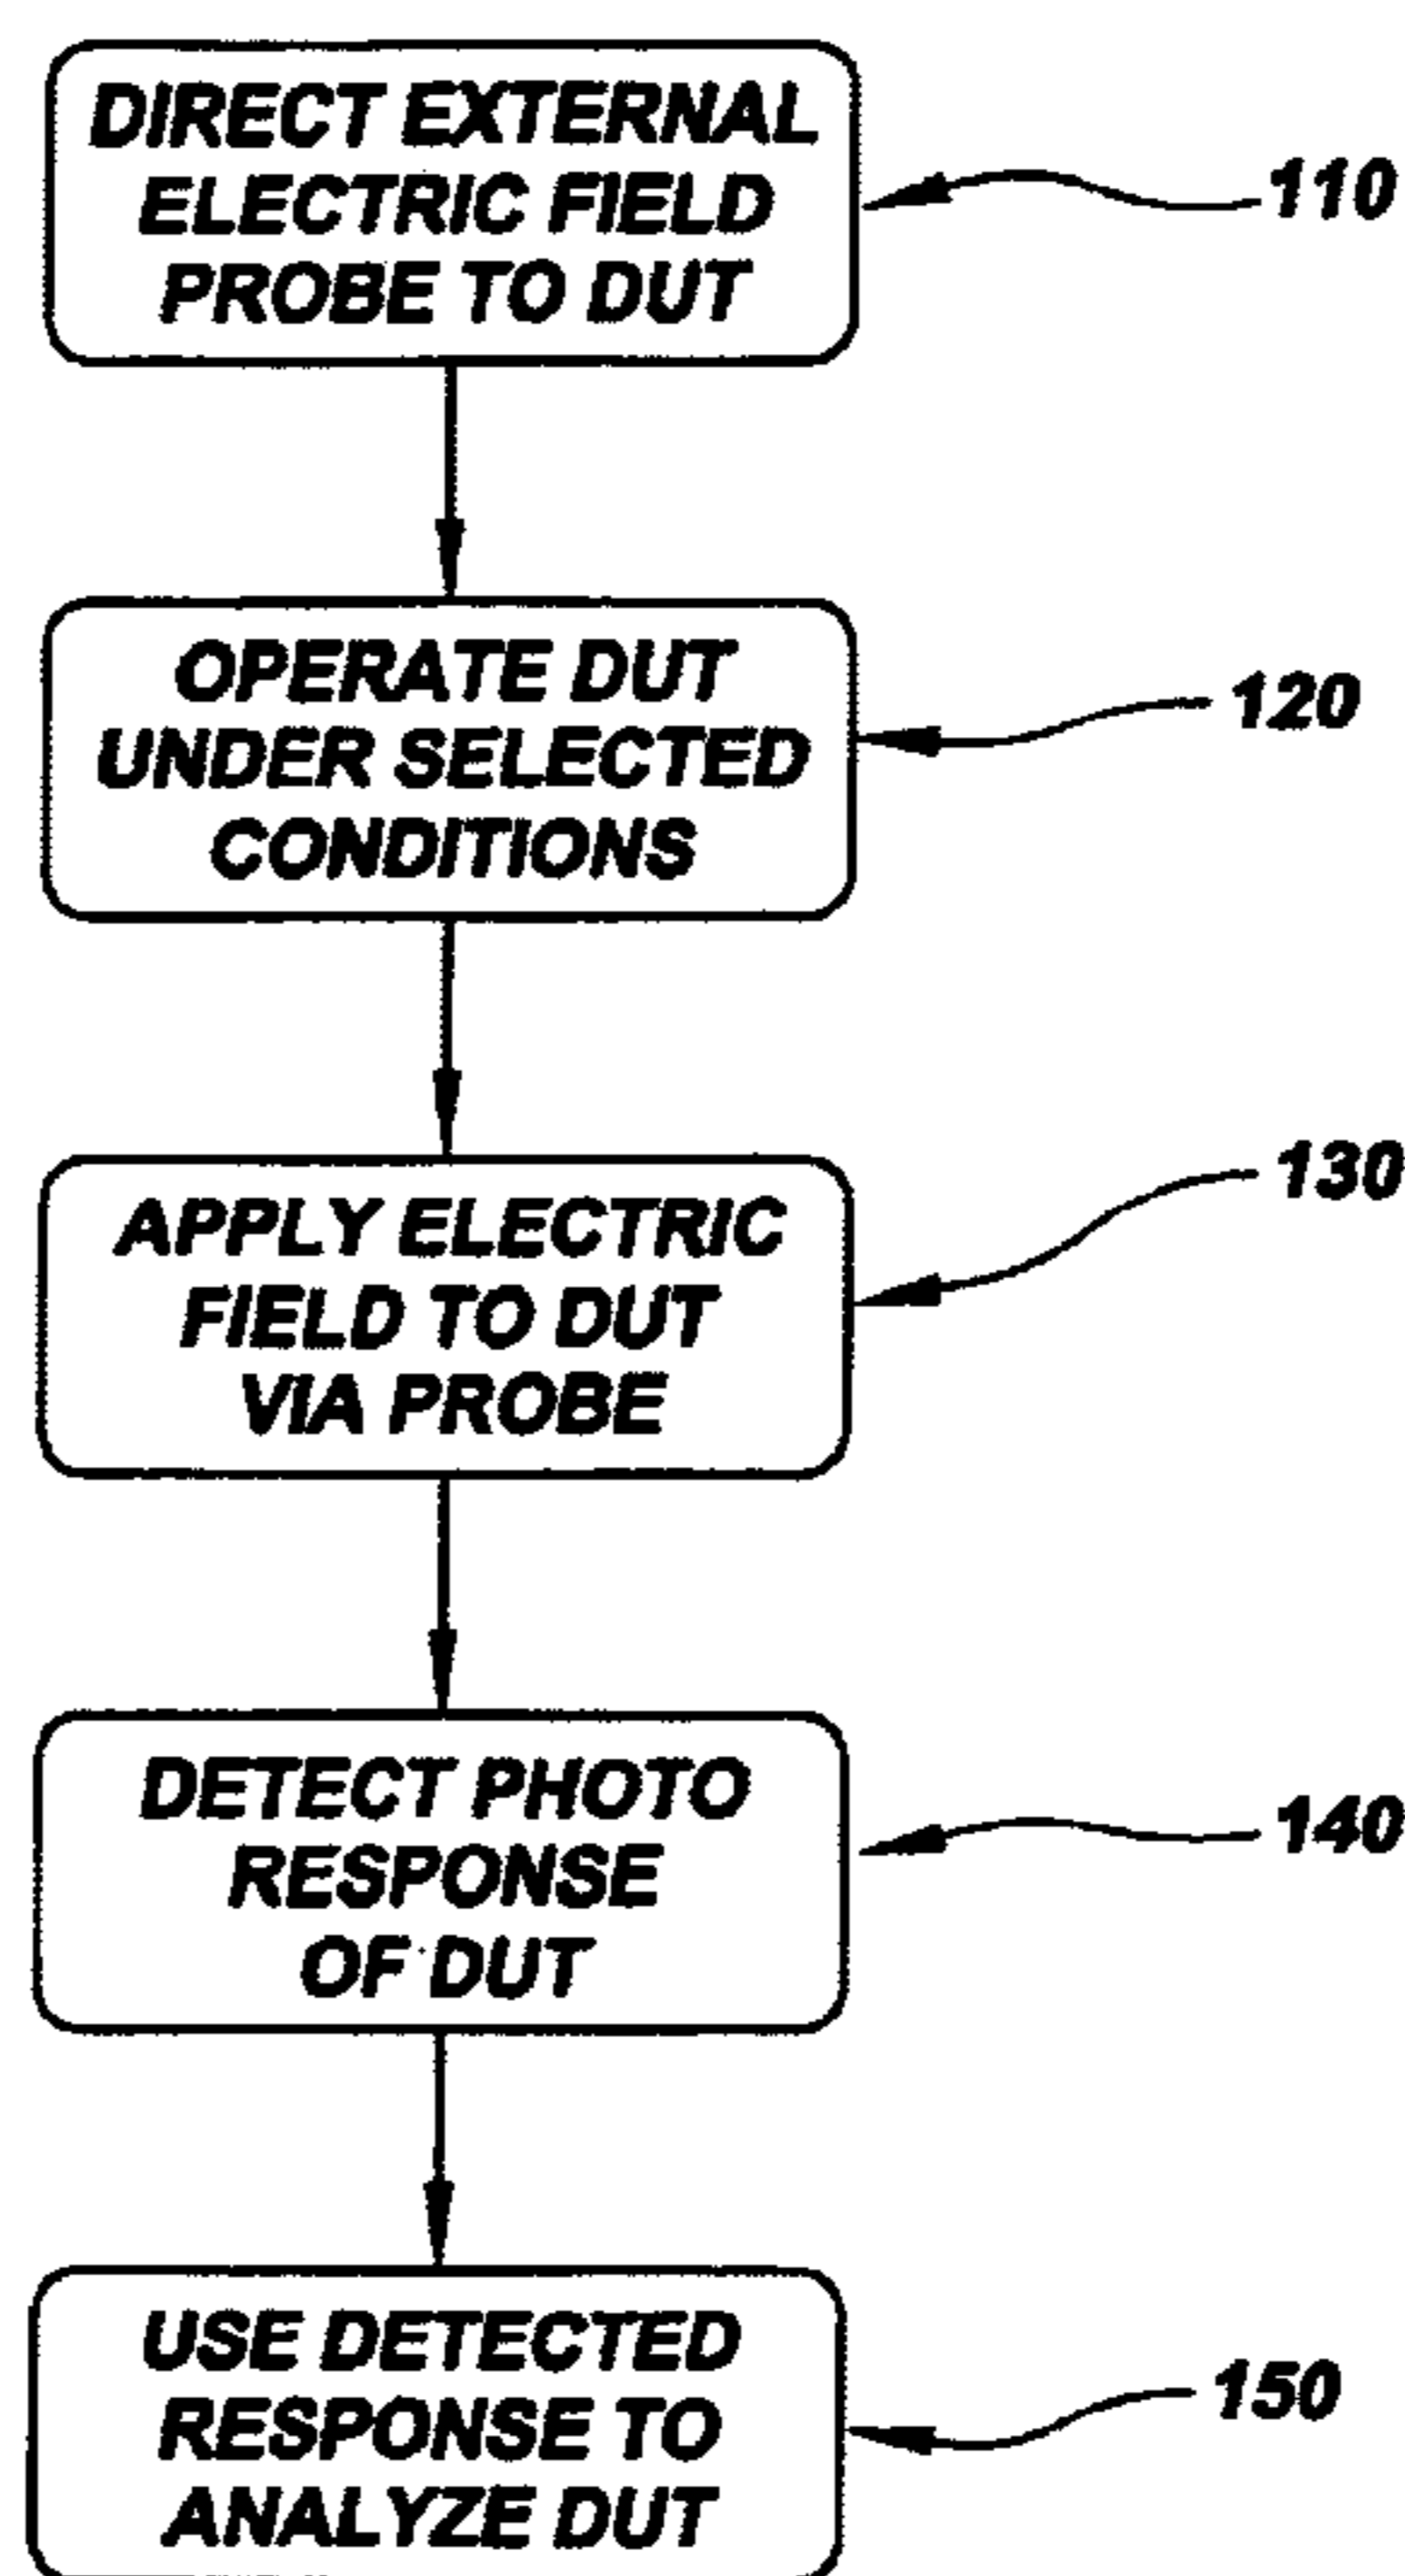 DIRECT EXTERNAL
ELECTRIC FIELD
PROBE TO DUT
110
OPERATE DUT
UNDER SELECTED
CONDITIONS
120
APPLY ELECTRIC
FIELD TO DUT
VIA PROBE
130
DETECT PHOTO
RESPONSE
OF DUT
140
USE DETECTED
RESPONSE TO
ANALYZE DUT
150